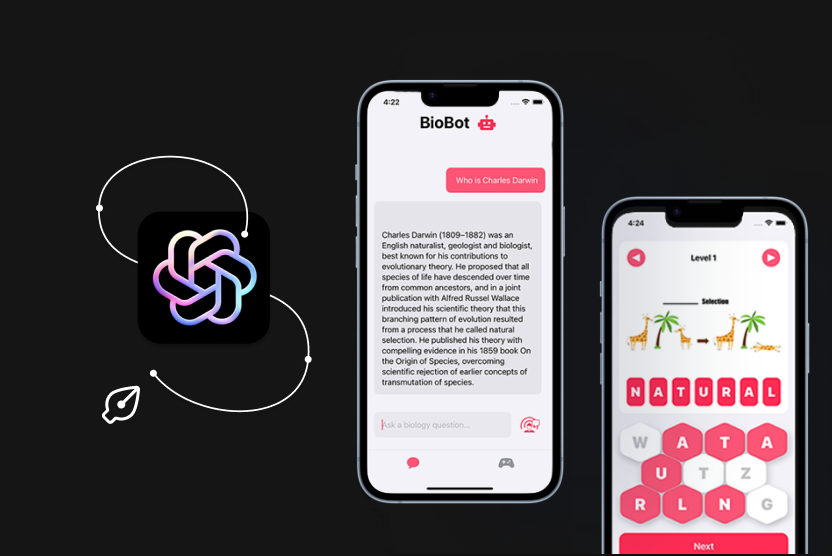 4:22
BioBot
Who is Charles Darwin
Charles Darwin (1809–1882) was an
English naturalist, geologist and biologist,
best known for his contributions to
evolutionary theory. He proposed that all
species of life have descended over time
from common ancestors, and in a joint
publication with Alfred Russel Wallace
introduced his scientific theory that this
branching pattern of evolution resulted
from a process that he called natural
selection. He published his theory with
compelling evidence in his 1859 book On
the Origin of Species, overcoming
scientific rejection of earlier concepts of
transmutation of species.
Ask a biology question...
4:24
Level 1
________ Selection
N A T U R A L
W A T A
U T Z
R L N G
Next